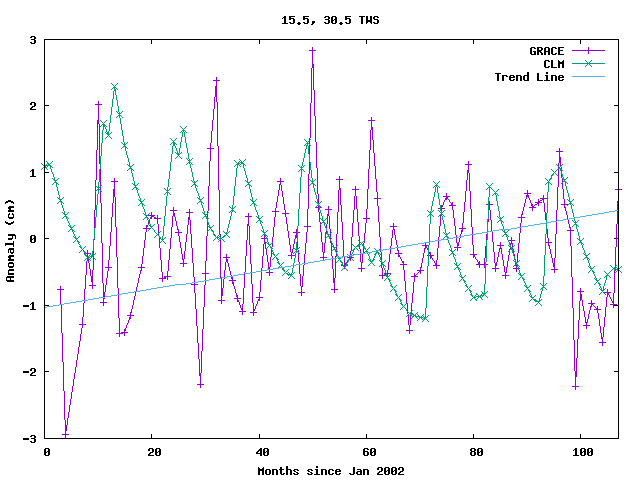 15.5, 30.5 TWS
GRACE
CLM
Trend Line
3
2
1
0
-1
-2
-3
Anomaly (cm)
0 20 40 60 80 100
Months since Jan 2002